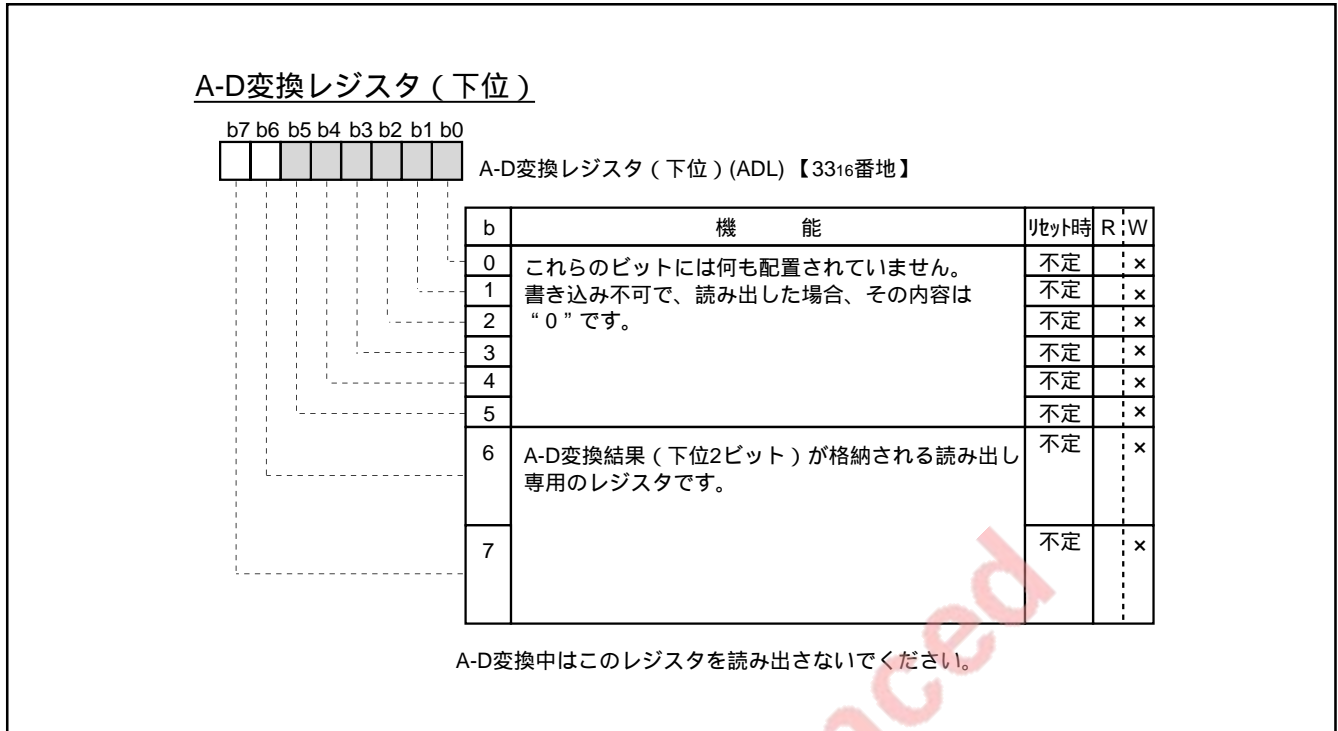 A-D変換レジスタ（下位）
b7 b6 b5 b4 b3 b2 b1 b0
A-D変換レジスタ（下位）(ADL)【3316番地】
b 機 能 リセット時 R W
0 これらのビットには何も配置されていません。 不定 ×
1 書き込み不可で、読み出した場合、その内容は 不定 ×
2 “0”です。 不定 ×
3 不定 ×
4 不定 ×
5 不定 ×
6 A-D変換結果（下位2ビット）が格納される読み出し 不定 ×
専用のレジスタです。
7 不定 ×
A-D変換中はこのレジスタを読み出さないでください。